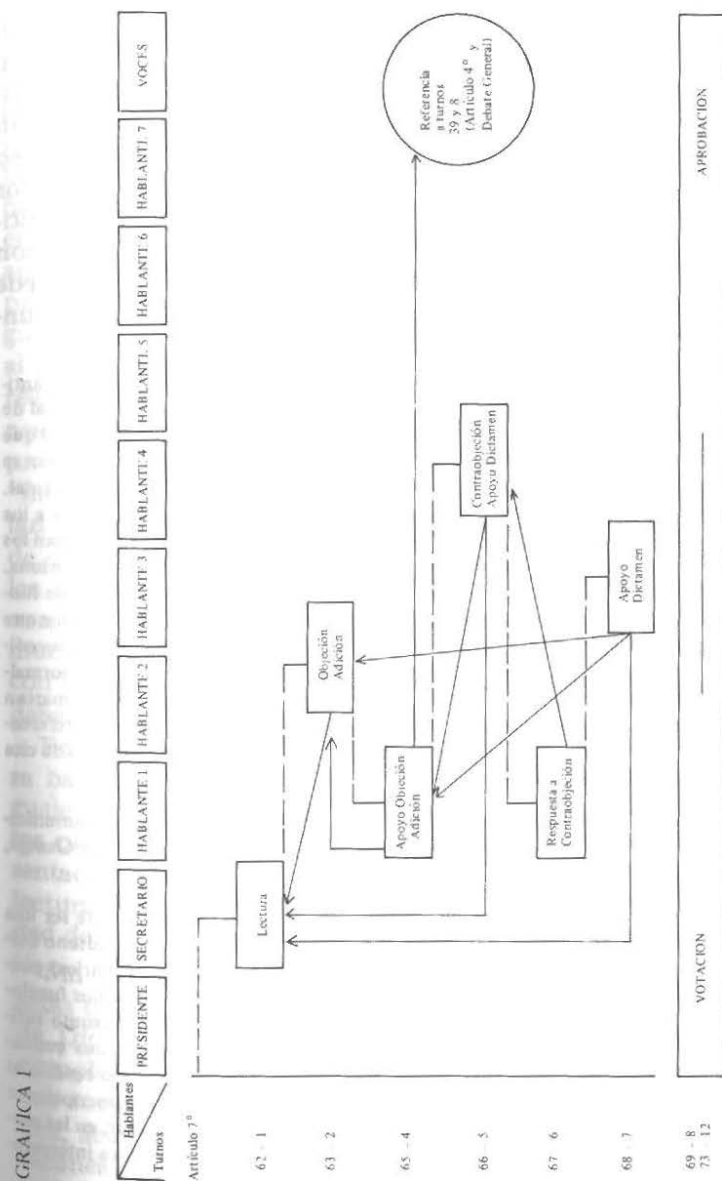 GRAFICA 1
Hablantes
Turnos
PRESIDENTE
SECRETARIO
HABLANTE 1
HABLANTE 2
HABLANTE 3
HABLANTE 4
HABLANTE 5
HABLANTE 6
HABLANTE 7
VOCES
Artículo 7°
62 - 1
Lectura
63 - 2
Objeción
Adición
65 - 4
Apoyo Objeción
Adición
Referencia
a turnos
39 y 8
(Artículo 4° y
Debate General)
66 - 5
Contraobjeción
Apoyo Dictamen
67 - 6
Respuesta a
Contraobjeción
68 - 7
Apoyo
Dictamen
69 - 8
73 - 12
VOTACION
APROBACION